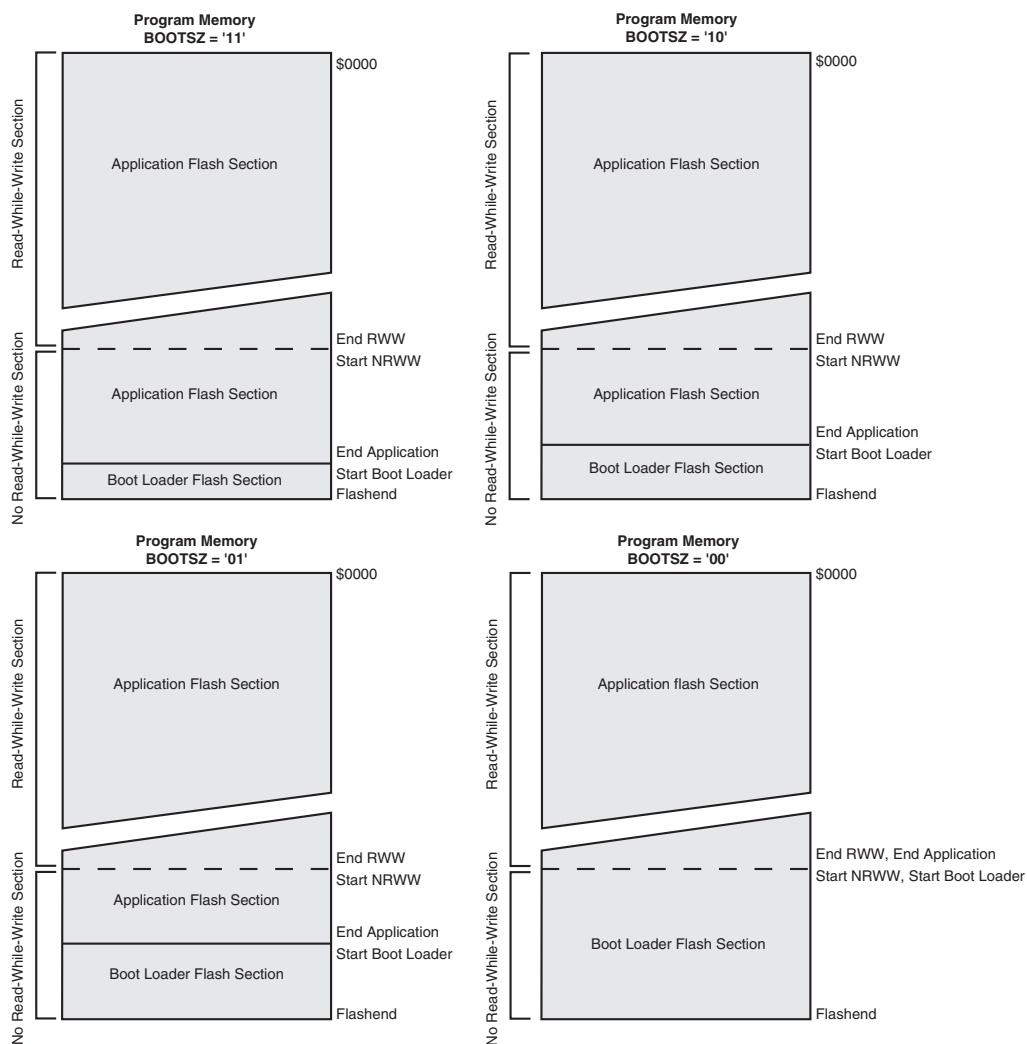 Program Memory
BOOTSZ = '11'
$0000
Read-While-Write Section
Application Flash Section
End RWW
Start NRWW
No Read-While-Write Section
Application Flash Section
End Application
Start Boot Loader
Boot Loader Flash Section
Flashend
Program Memory
BOOTSZ = '10'
$0000
Read-While-Write Section
Application Flash Section
End RWW
Start NRWW
No Read-While-Write Section
Application Flash Section
End Application
Start Boot Loader
Boot Loader Flash Section
Flashend
Program Memory
BOOTSZ = '01'
$0000
Read-While-Write Section
Application Flash Section
End RWW
Start NRWW
No Read-While-Write Section
Application Flash Section
End Application
Start Boot Loader
Boot Loader Flash Section
Flashend
Program Memory
BOOTSZ = '00'
$0000
Read-While-Write Section
Application flash Section
End RWW, End Application
Start NRWW, Start Boot Loader
No Read-While-Write Section
Boot Loader Flash Section
Flashend